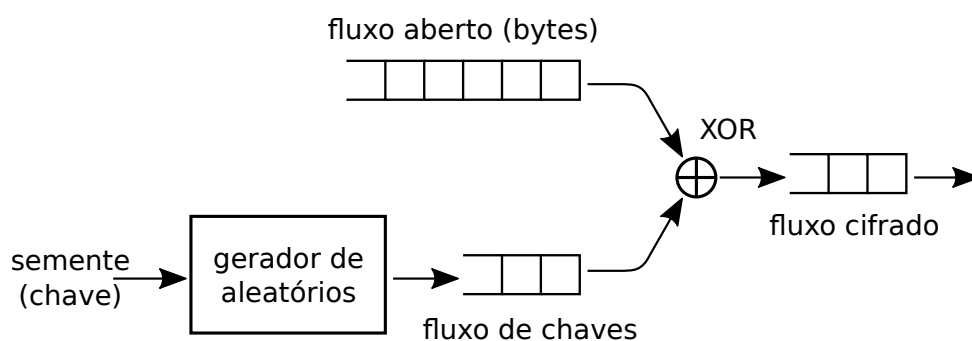 fluxo aberto (bytes)
XOR
fluxo cifrado
semente
(chave)
gerador de
aleatórios
fluxo de chaves